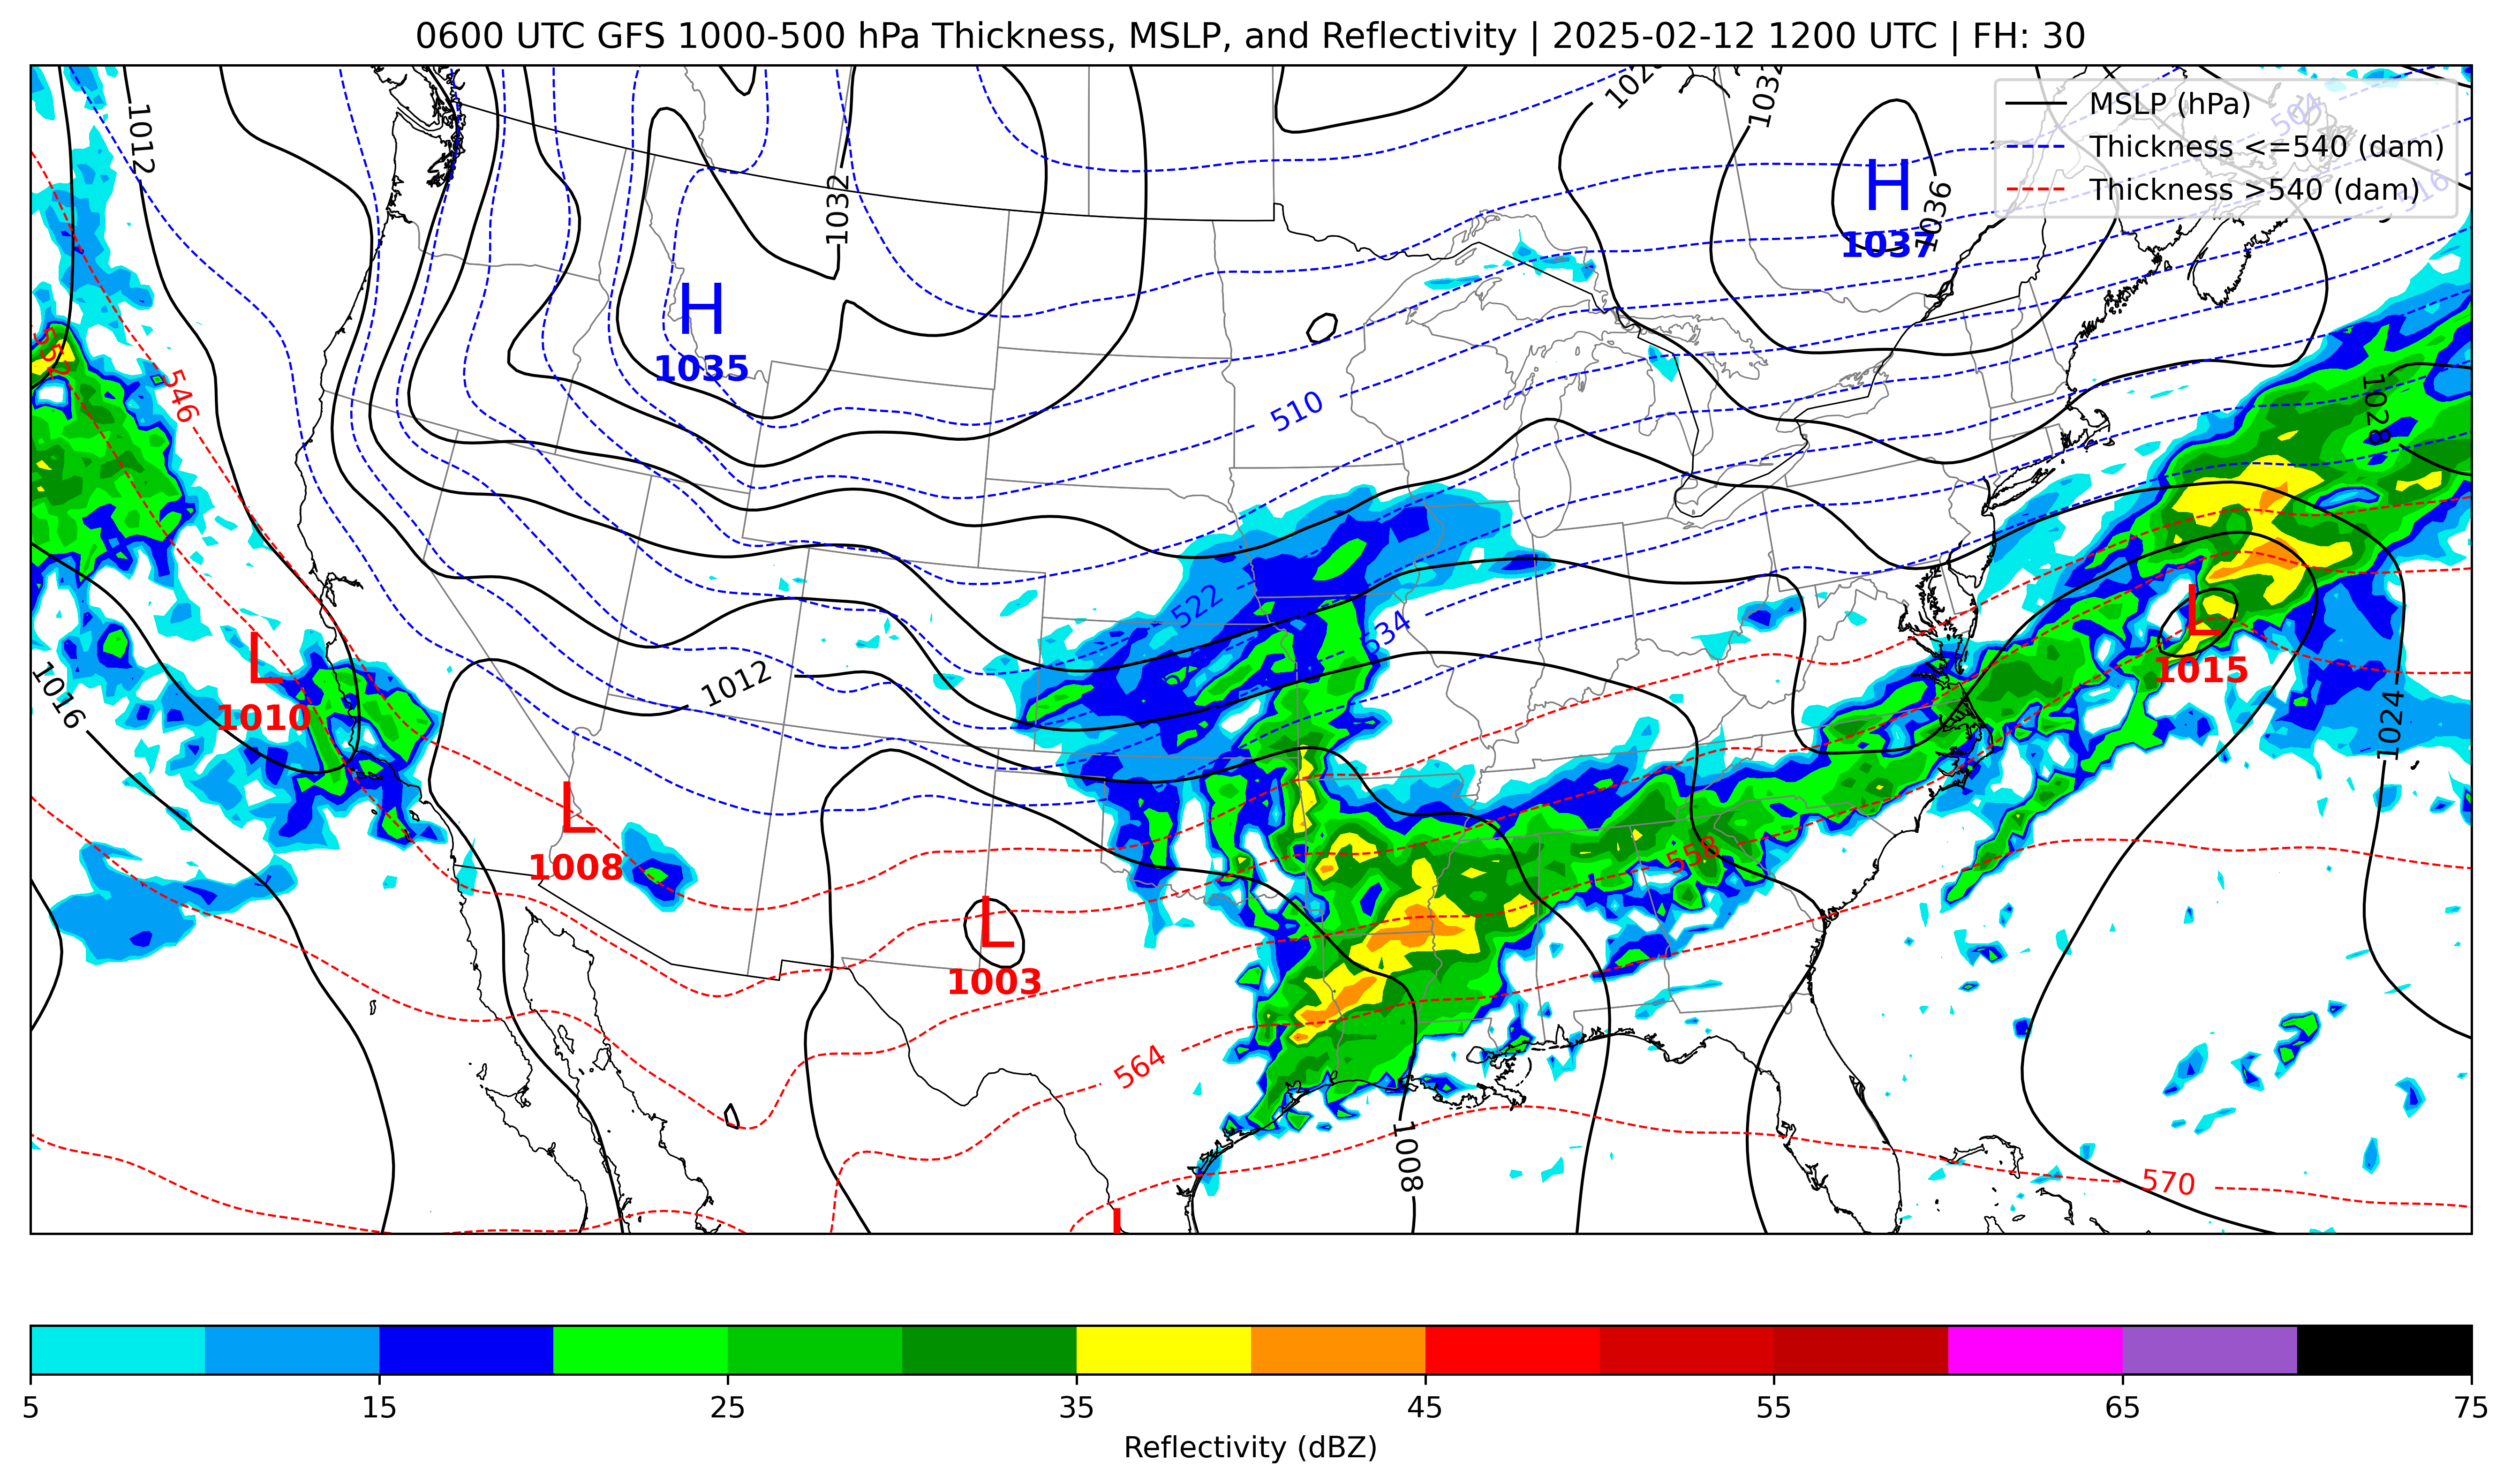 0600 UTC GFS 1000-500 hPa Thickness, MSLP, and Reflectivity | 2025-02-12 1200 UTC | FH: 30
MSLP (hPa)
Thickness <=540 (dam)
Thickness >540 (dam)
1012
1032
1032
1036
504
516
H
1037
H
1035
552
546
510
1028
522
534
L
1010
1016
1012
L
1015
1024
L
1008
558
L
1003
564
1008
570
L
5 15 25 35 45 55 65 75
Reflectivity (dBZ)